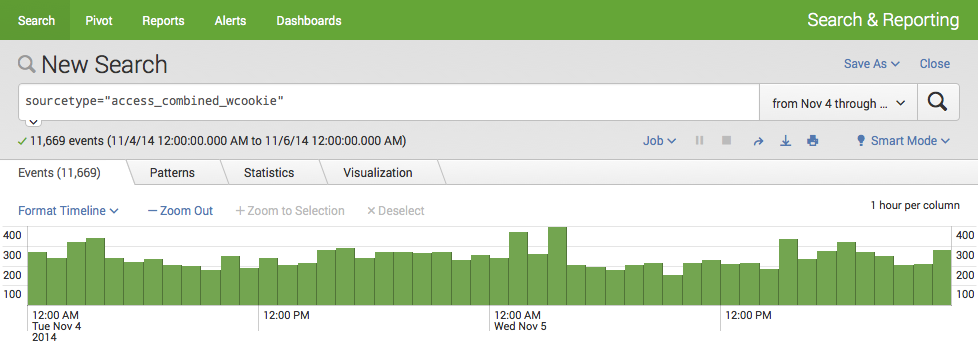 Search Pivot Reports Alerts Dashboards Search & Reporting
New Search Save As Close
sourcetype="access_combined_wcookie" from Nov 4 through ...
11,669 events (11/4/14 12:00:00.000 AM to 11/6/14 12:00:00.000 AM) Job Smart Mode
Events (11,669) Patterns Statistics Visualization
Format Timeline — Zoom Out + Zoom to Selection × Deselect 1 hour per column
400 400
300 300
200 200
100 100
12:00 AM 12:00 PM 12:00 AM 12:00 PM
Tue Nov 4 Wed Nov 5
2014